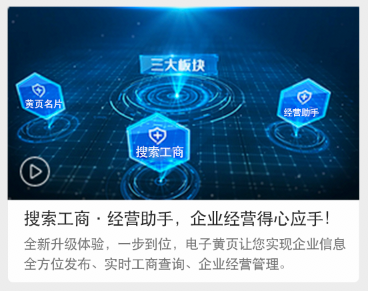 三大板块
黄页名片
经营助手
搜索工商
搜索工商·经营助手，企业经营得心应手！
全新升级体验，一步到位，电子黄页让您实现企业信息
全方位发布、实时工商查询、企业经营管理。